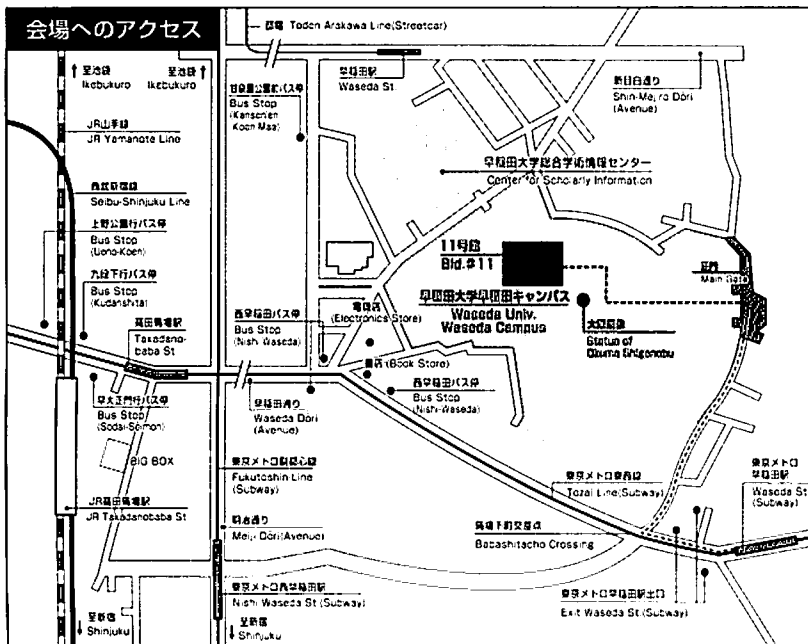 会場へのアクセス
都電 Toden Arakawa Line(Streetcar)
至池袋
Ikebukuro
至池袋
Ikebukuro
甘泉園公園前バス停
Bus Stop
(Kansen'en
Koen Mae)
早稲田駅
Waseda St.
新目白通り
Shin-Mejiro Dori
(Avenue)
JR山手線
JR Yamanote Line
早稲田大学総合学術情報センター
Center for Scholarly Information
西武新宿線
Seibu-Shinjuku Line
上野公園行バス停
Bus Stop
(Ueno-Koen)
11号館
Bld.#11
正門
Main Gate
九段下行バス停
Bus Stop
(Kudanshita)
早稲田大学早稲田キャンパス
Waseda Univ.
Waseda Campus
高田馬場駅
Takadano-
baba St
西早稲田バス停
Bus Stop
(Nishi-Waseda)
電気店
(Electronics Store)
大隈銅像
Statue of
Okuma Shigenobu
書店 (Book Store)
西早稲田バス停
Bus Stop
(Nishi-Waseda)
早大正門行バス停
Bus Stop
(Sodai-Seimon)
早稲田通り
Waseda Dori
(Avenue)
BIG BOX
東京メトロ副都心線
Fukutoshin Line
(Subway)
東京メトロ東西線
Tozai Line(Subway)
東京メトロ
早稲田駅
Waseda St
(Subway)
JR高田馬場駅
JR Takadanobaba St
明治通り
Meiji Dori(Avenue)
馬場下町交差点
Babashitacho Crossing
東京メトロ西早稲田駅
Nishi Waseda St.(Subway)
東京メトロ早稲田駅出口
Exit Waseda St.(Subway)
至新宿
Shinjuku
至新宿
Shinjuku